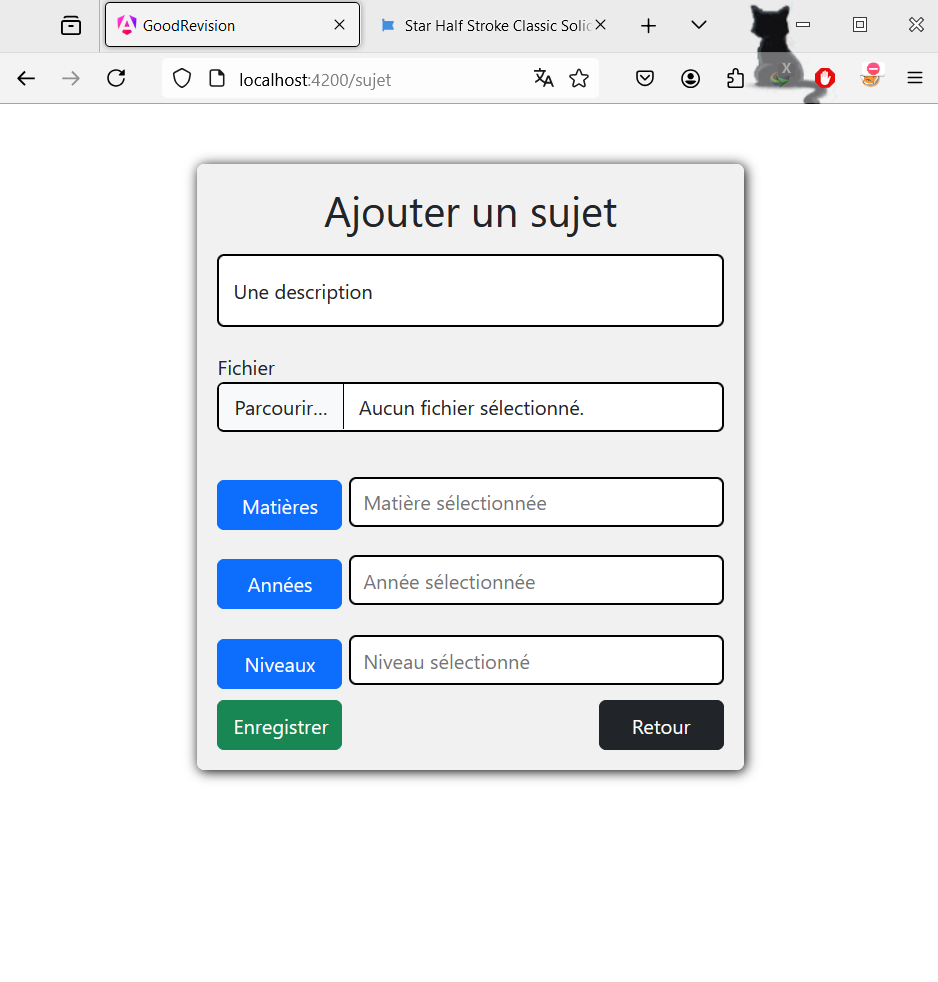 GoodRevision
Star Half Stroke Classic Solid
localhost:4200/sujet
X
Ajouter un sujet
Une description
Fichier
Parcourir... Aucun fichier sélectionné.
Matières Matière sélectionnée
Années Année sélectionnée
Niveaux Niveau sélectionné
Enregistrer Retour